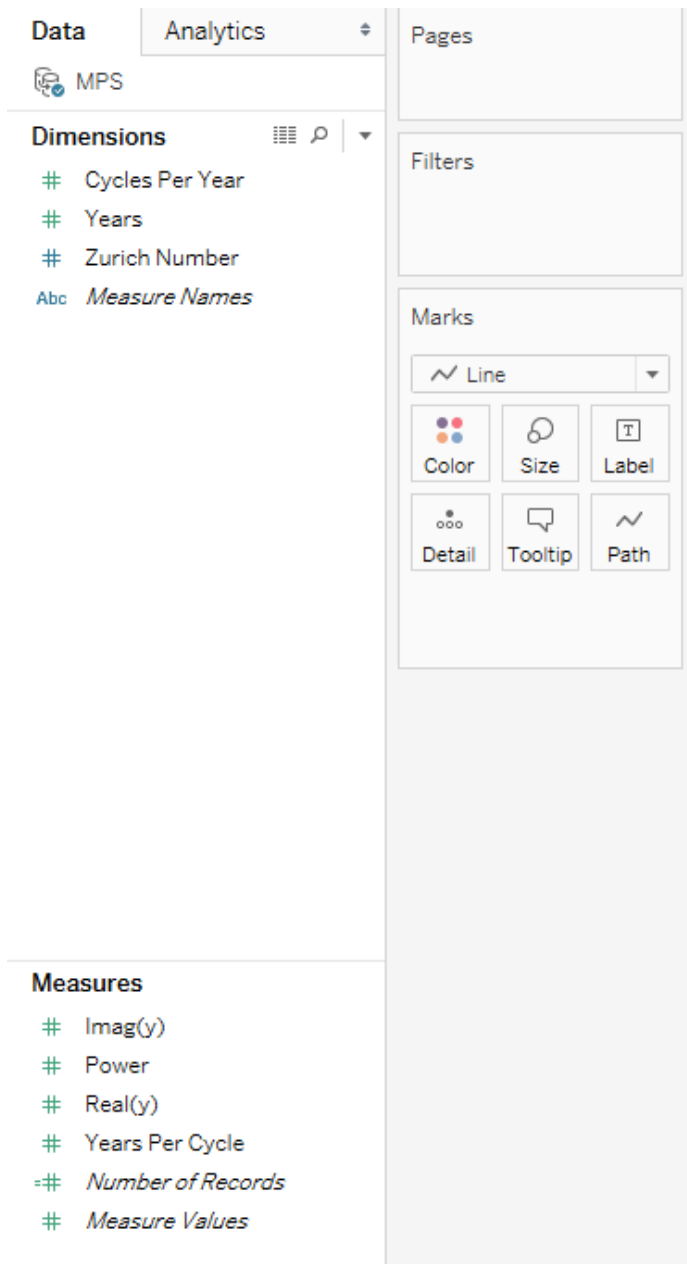 Data
Analytics
MPS
Dimensions
# Cycles Per Year
# Years
# Zurich Number
Abc Measure Names
Measures
# Imag(y)
# Power
# Real(y)
# Years Per Cycle
=# Number of Records
# Measure Values
Pages
Filters
Marks
Line
Color Size T Label
Detail Tooltip Path